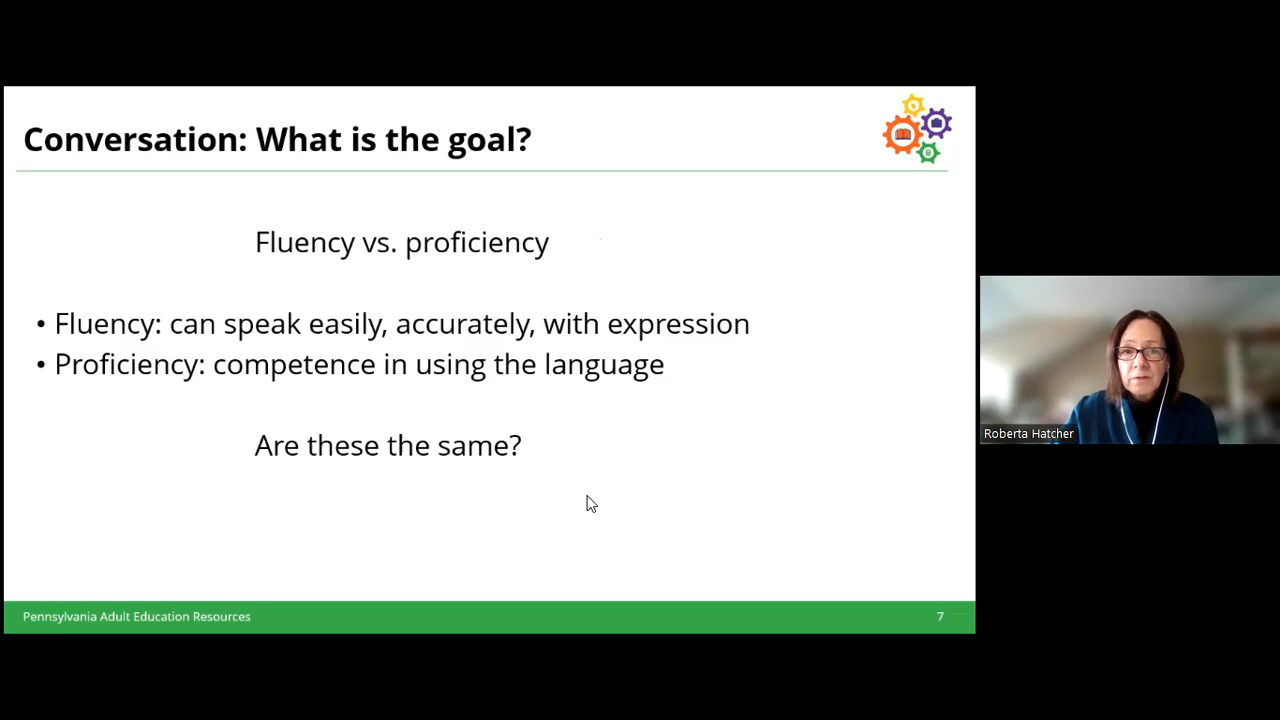 Conversation: What is the goal?
Fluency vs. proficiency
• Fluency: can speak easily, accurately, with expression
• Proficiency: competence in using the language
Are these the same?
Pennsylvania Adult Education Resources
7
Roberta Hatcher